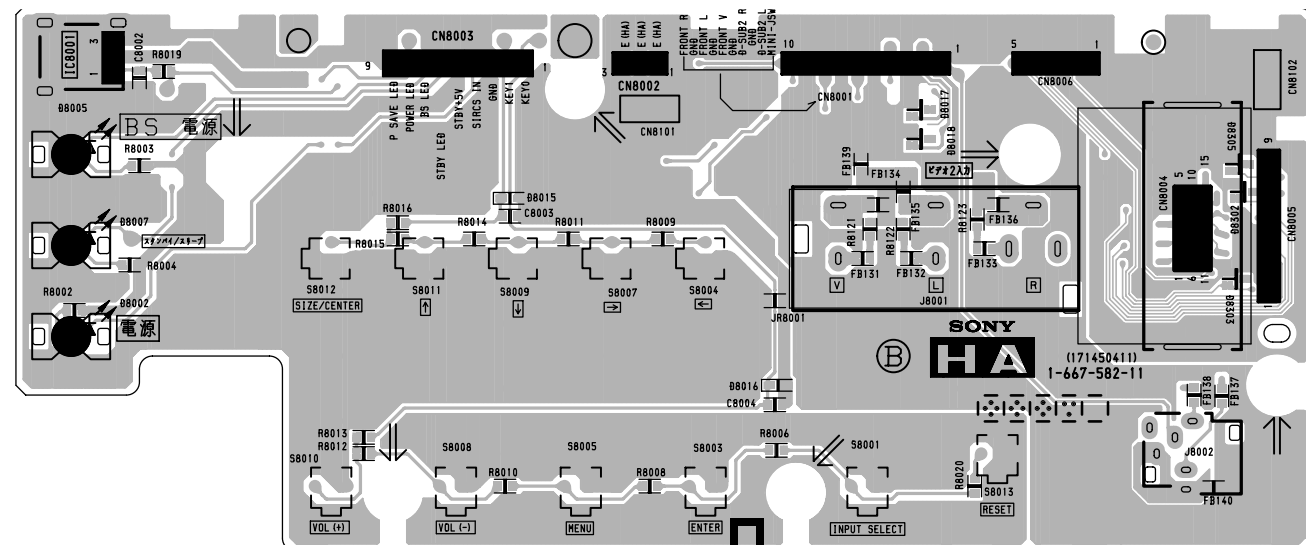 IC8001
3
1
C8002
R8019
CN8003
9
1
P SAVE LED
POWER LED
BS LED
STBY LED
STBY+5V
SIRCS IN
GND
KEY1
KEY0
E (HA)
E (HA)
E (HA)
3
1
CN8002
CN8101
FRONT R
GND
FRONT L
GND
FRONT V
GND
D-SUB2 R
GND
D-SUB2 L
MINI-JSW
10
1
CN8001
5
1
CN8006
CN8102
D8005
BS 電源
R8003
D8007
スタンバイ/スリープ
R8004
R8002
D8002
電源
D8017
D8018
ビデオ2入力
FB139
FB134
FB135
R8121
R8122
R8123
FB136
FB131
FB132
FB133
V
L
R
J8001
CN8004
5
10
15
1
6
11
D8305
D8302
D8303
9
1
CN8005
D8015
C8003
R8016
R8015
R8014
R8011
R8009
S8012
SIZE/CENTER
S8011
↑
S8009
↓
S8007
→
S8004
←
JR8001
SONY
B
HA
(171450411)
1-667-582-11
D8016
C8004
FB138
FB137
R8013
R8012
S8010
VOL (+)
S8008
VOL (-)
R8010
S8005
MENU
R8008
S8003
ENTER
R8006
S8001
INPUT SELECT
R8020
S8013
RESET
J8002
FB140